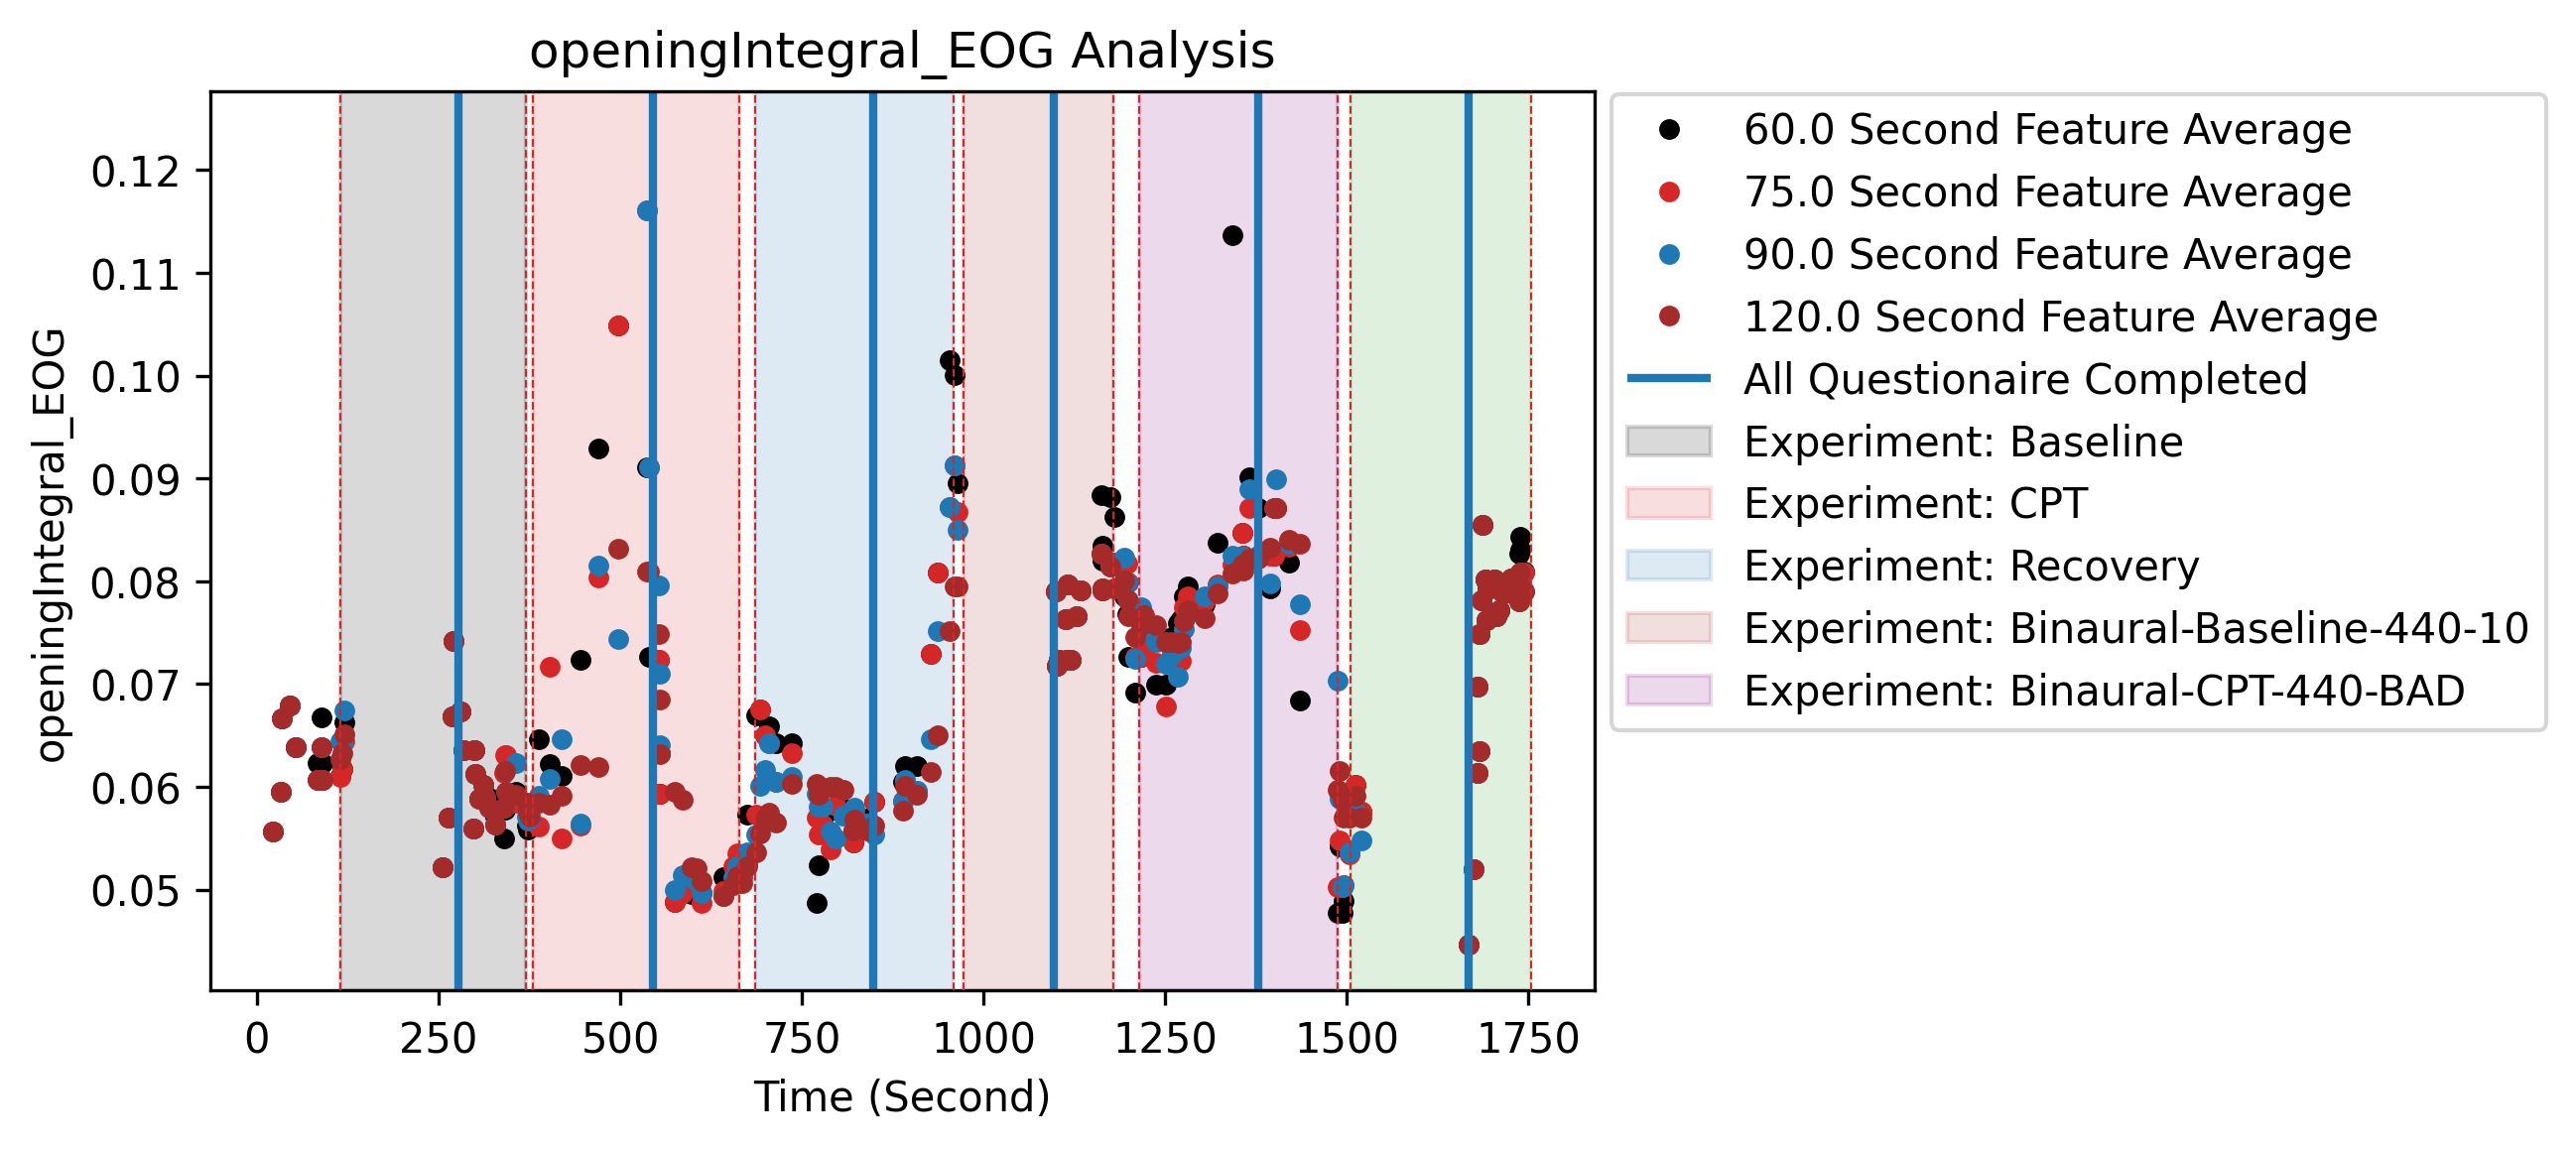 openingIntegral_EOG Analysis
openingIntegral_EOG
0.12
0.11
0.10
0.09
0.08
0.07
0.06
0.05
0 250 500 750 1000 1250 1500 1750
Time (Second)
60.0 Second Feature Average
75.0 Second Feature Average
90.0 Second Feature Average
120.0 Second Feature Average
All Questionaire Completed
Experiment: Baseline
Experiment: CPT
Experiment: Recovery
Experiment: Binaural-Baseline-440-10
Experiment: Binaural-CPT-440-BAD